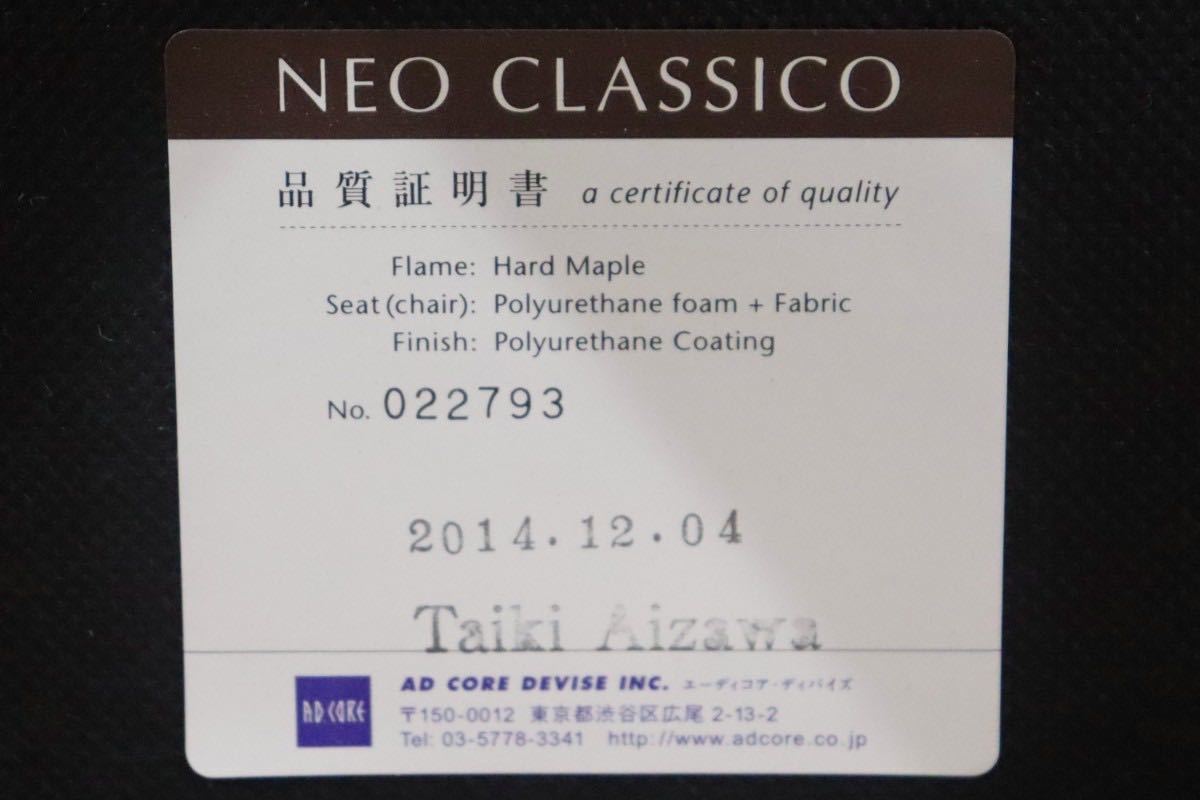 NEO CLASSICO
品質証明書 a certificate of quality
Flame: Hard Maple
Seat (chair): Polyurethane foam + Fabric
Finish: Polyurethane Coating
No. 022793
2014.12.04
Taiki Aizawa
AD CORE
AD CORE DEVISE INC. エーディコア・ディバイズ
〒150-0012 東京都渋谷区広尾 2-13-2
Tel: 03-5778-3341 http://www.adcore.co.jp